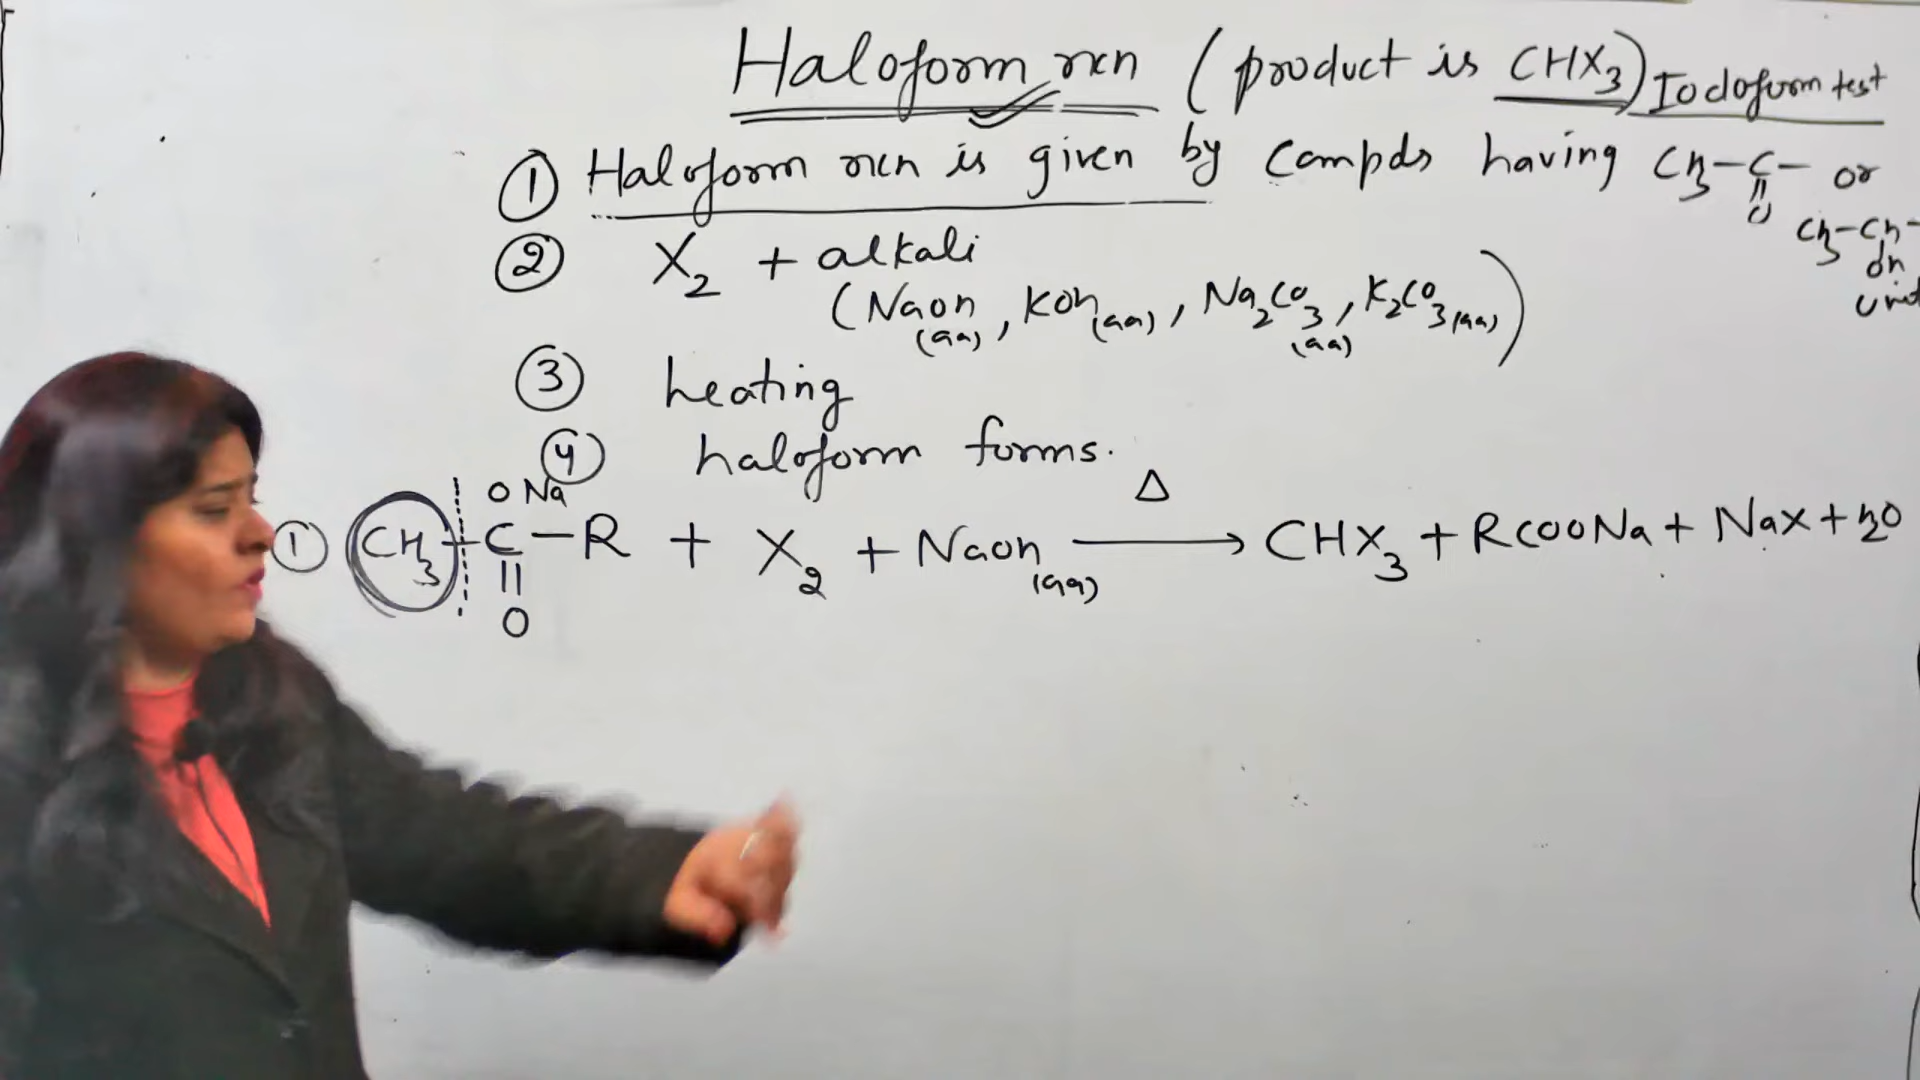 Haloform rxn (product is CHX3) Iodoform test
① Haloform rxn is given by Compds having CH3-C- or
||
O
CH3-CH-
OH
unit
② X2 + alkali
(NaOH(aq), KOH(aq), Na2CO3(aq), K2CO3(aq))
③ heating
④ haloform forms.
O Na Δ
① CH3-C-R + X2 + NaOH(aq) → CHX3 + RCOONa + NaX + H2O
||
O